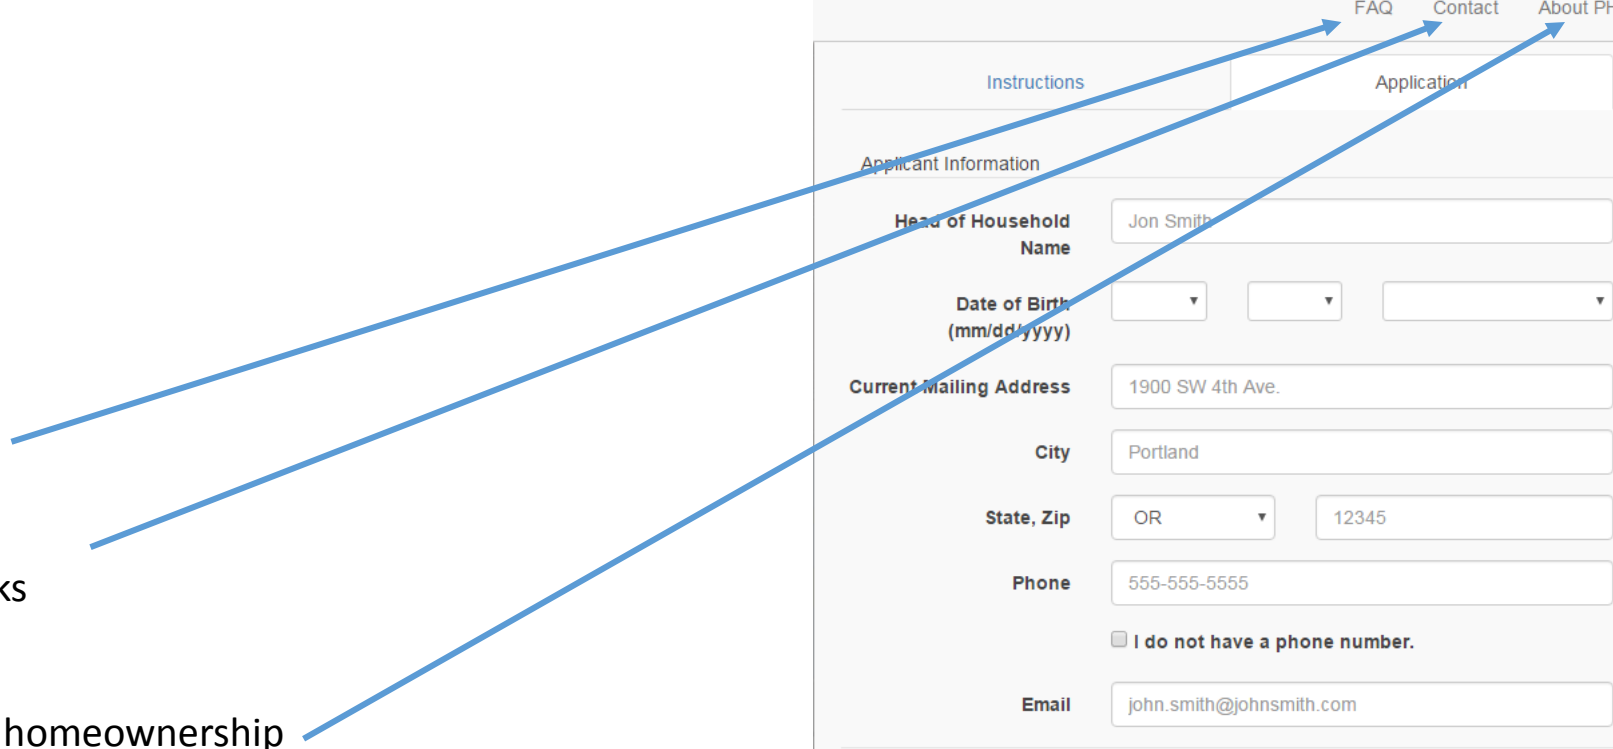 FAQ Contact About PH
Instructions Application
Applicant Information
Head of Household Name Jon Smith
Date of Birth (mm/dd/yyyy)
Current Mailing Address 1900 SW 4th Ave.
City Portland
State, Zip OR 12345
ks
Phone 555-555-5555
I do not have a phone number.
Email john.smith@johnsmith.com
homeownership